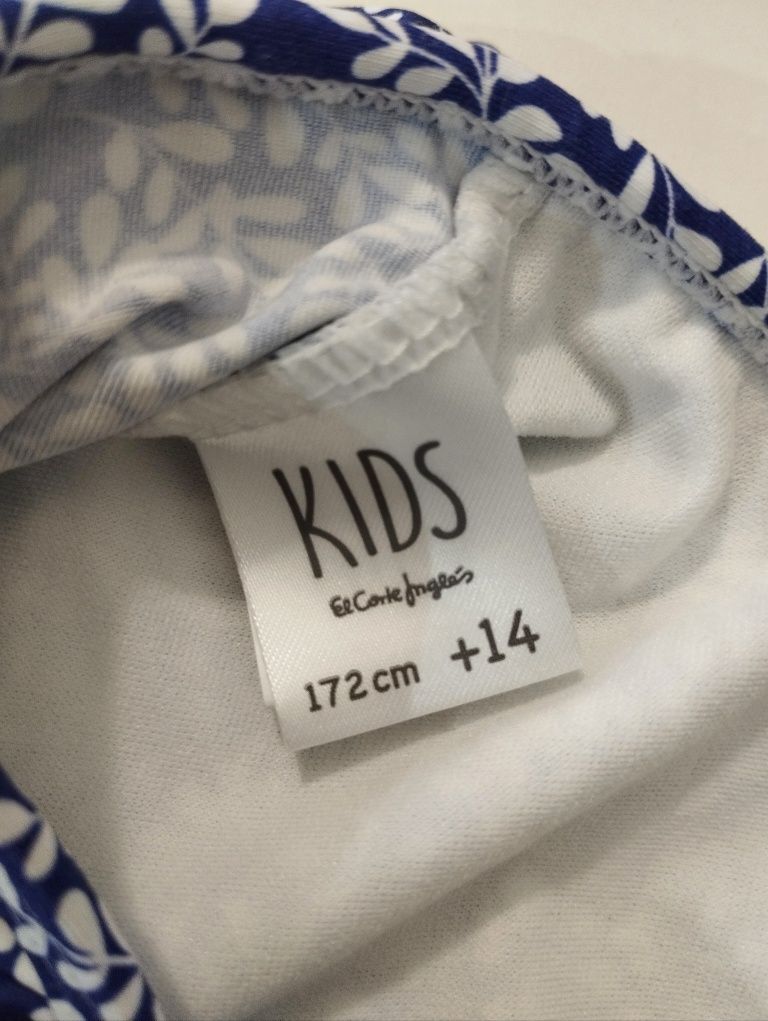 KIDS
El Corte Inglés
172 cm +14